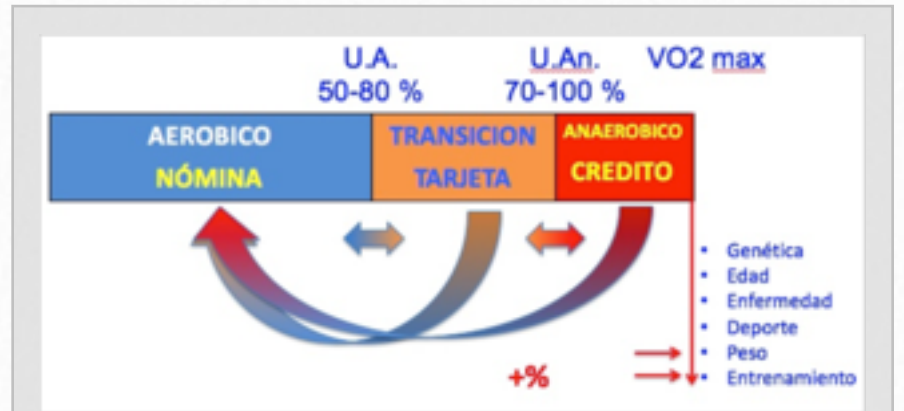 U.A.
50-80 %
U.An.
70-100 %
VO2 max
AEROBICO
NÓMINA
TRANSICION
TARJETA
ANAEROBICO
CREDITO
Genética
Edad
Enfermedad
Deporte
Peso
Entrenamiento
+%